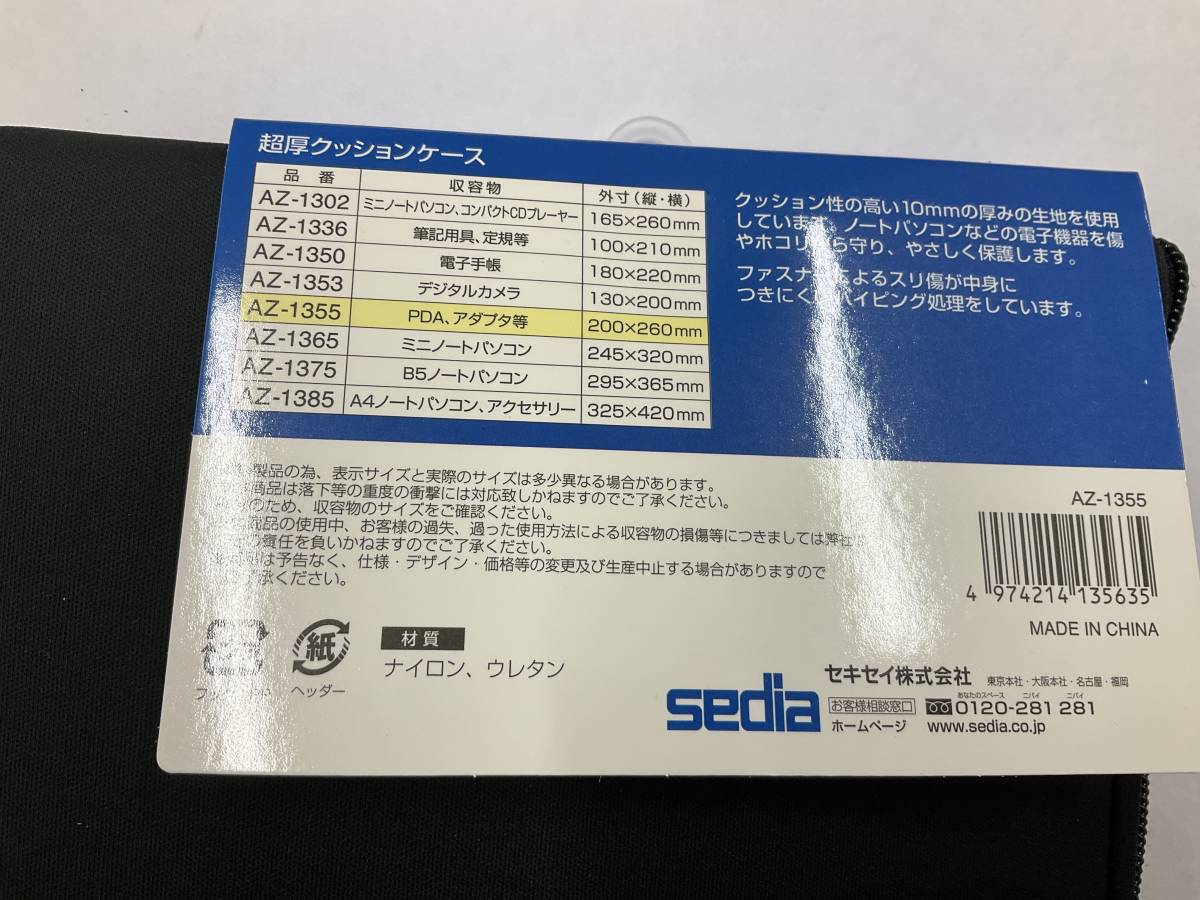 超厚クッションケース
品番 収容物 外寸(縦・横)
AZ-1302 ミニノートパソコン、コンパクトCDプレーヤー 165×260mm
AZ-1336 筆記用具、定規等 100×210mm
AZ-1350 電子手帳 180×220mm
AZ-1353 デジタルカメラ 130×200mm
AZ-1355 PDA、アダプタ等 200×260mm
AZ-1365 ミニノートパソコン 245×320mm
AZ-1375 B5ノートパソコン 295×365mm
AZ-1385 A4ノートパソコン、アクセサリー 325×420mm
クッション性の高い10mmの厚みの生地を使用
しています。ノートパソコンなどの電子機器を傷
やホコリから守り、やさしく保護します。
ファスナーによるスリ傷が中身に
つきにくいパイピング処理をしています。
製品の為、表示サイズと実際のサイズは多少異なる場合があります。
商品は落下等の重度の衝撃には対応致しかねますのでご了承ください。
のため、収容物のサイズをご確認ください。
商品の使用中、お客様の過失、過った使用方法による収容物の損傷等につきましては弊社は
責任を負いかねますのでご了承ください。
は予告なく、仕様・デザイン・価格等の変更及び生産中止する場合がありますので
了承ください。
AZ-1355
4 974214 135635
MADE IN CHINA
紙
ヘッダー
材質
ナイロン、ウレタン
sedia
セキセイ株式会社 東京本社・大阪本社・名古屋・福岡
あなたのスペース ニバイ ニバイ
お客様相談窓口 0120-281 281
ホームページ www.sedia.co.jp